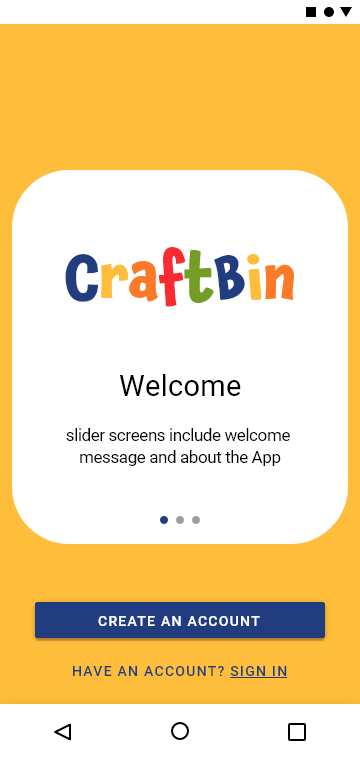 CraftBin
Welcome
slider screens include welcome
message and about the App
CREATE AN ACCOUNT
HAVE AN ACCOUNT? SIGN IN